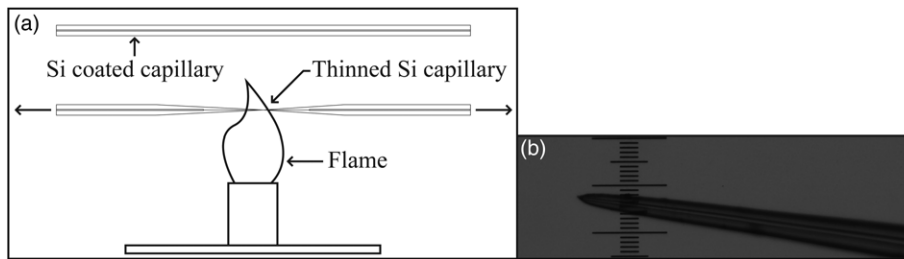 (a)
Si coated capillary
Thinned Si capillary
Flame
(b)